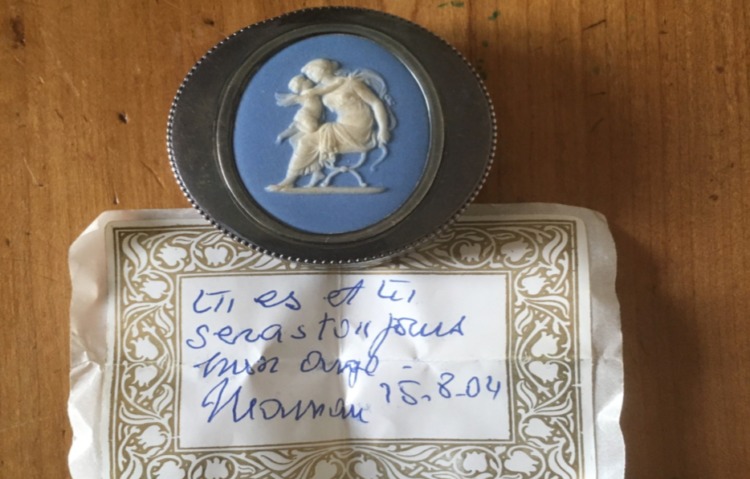 tu es et tu
seras toujours
mon ange -
Maman 15.8.04